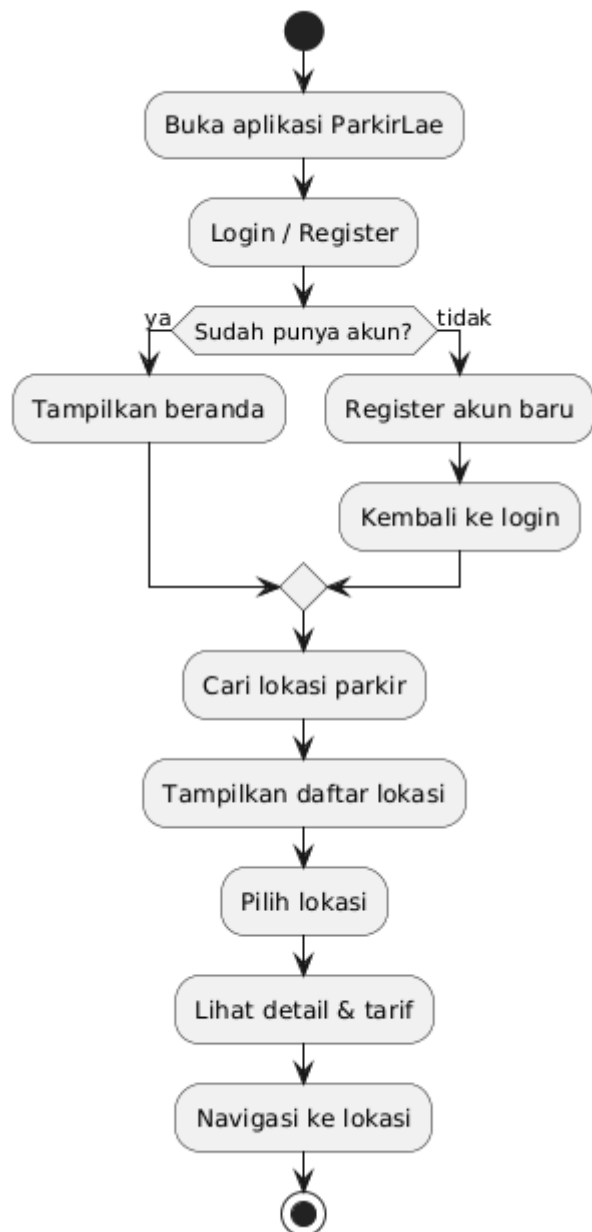 Buka aplikasi ParkirLae
Login / Register
ya
Sudah punya akun?
tidak
Tampilkan beranda
Register akun baru
Kembali ke login
Cari lokasi parkir
Tampilkan daftar lokasi
Pilih lokasi
Lihat detail & tarif
Navigasi ke lokasi